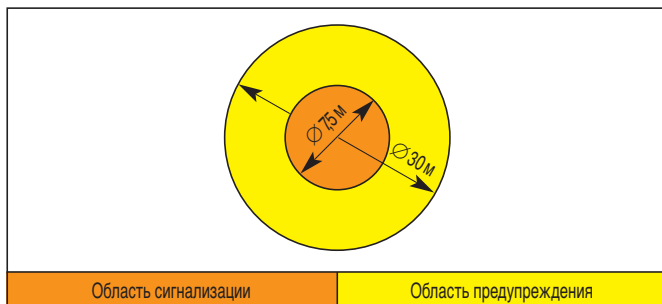 ∅ 7,5 м
∅ 30 м
Область сигнализации
Область предупреждения